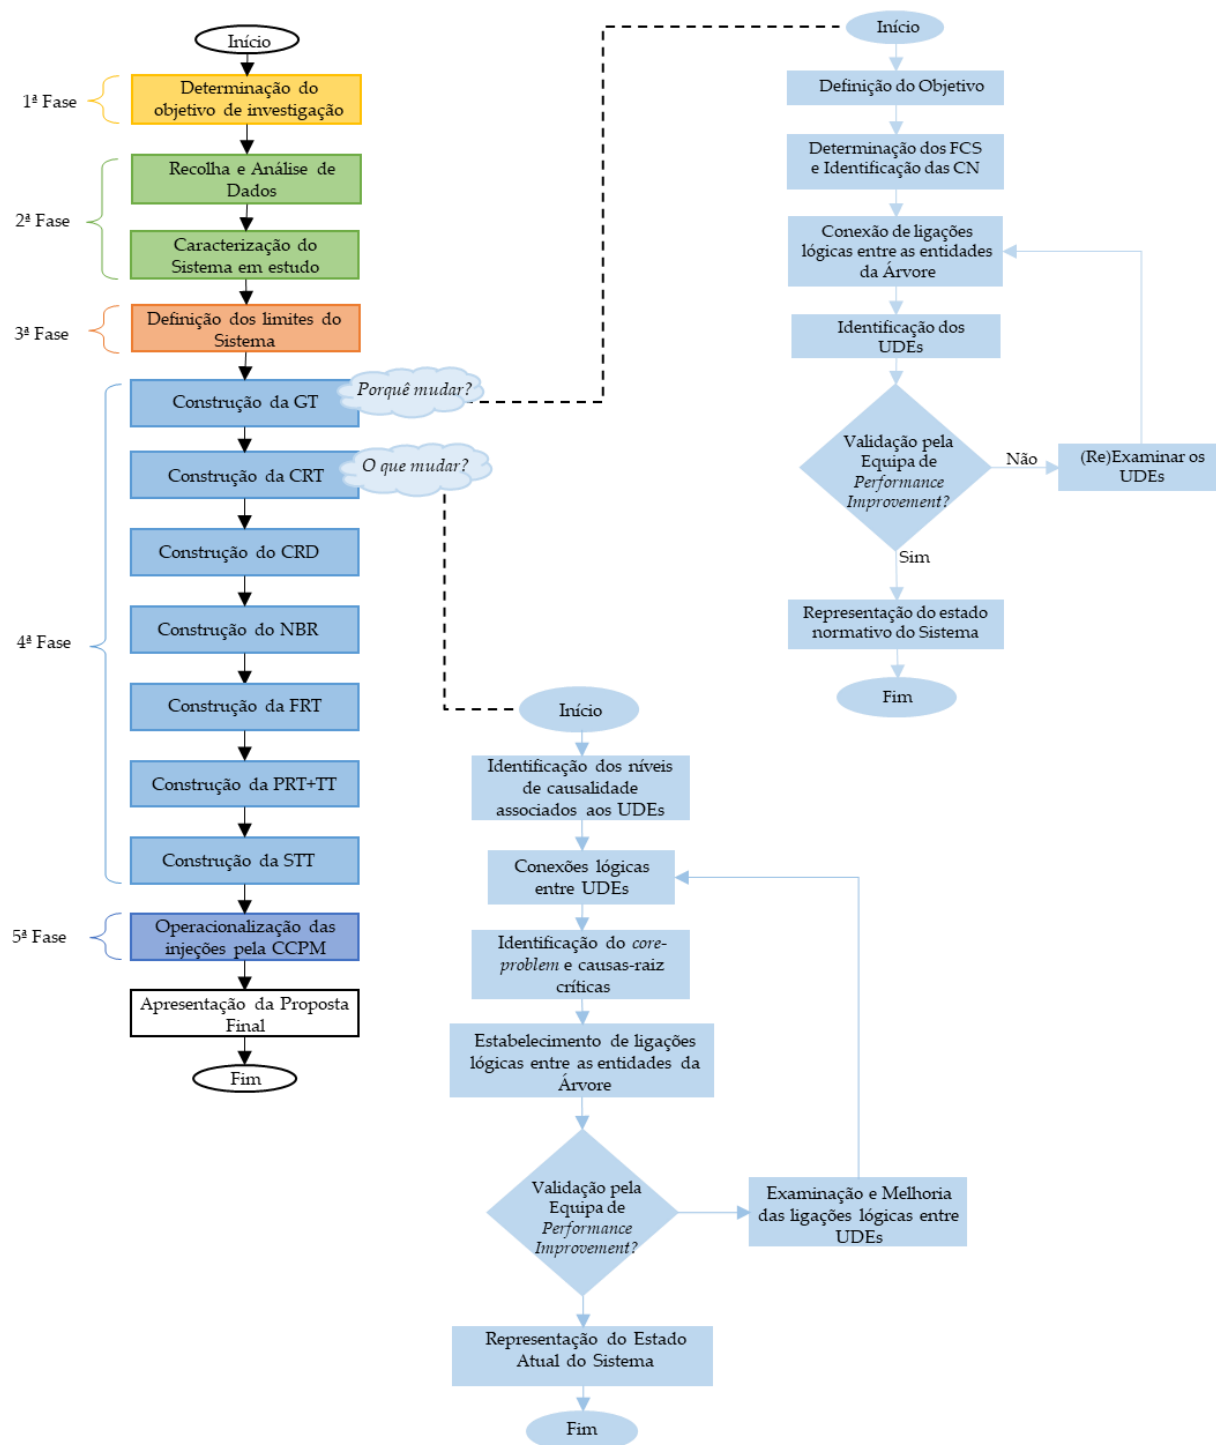 Início
1ª Fase
Determinação do
objetivo de investigação
2ª Fase
Recolha e Análise de
Dados
Caracterização do
Sistema em estudo
3ª Fase
Definição dos limites do
Sistema
4ª Fase
Construção da GT
Porquê mudar?
Construção da CRT
O que mudar?
Construção do CRD
Construção do NBR
Construção da FRT
Construção da PRT+TT
Construção da STT
5ª Fase
Operacionalização das
injeções pela CCPM
Apresentação da Proposta
Final
Fim
Início
Definição do Objetivo
Determinação dos FCS
e Identificação das CN
Conexão de ligações
lógicas entre as entidades
da Árvore
Identificação dos
UDEs
Validação pela
Equipa de
Performance
Improvement?
Não
(Re)Examinar os
UDEs
Sim
Representação do estado
normativo do Sistema
Fim
Início
Identificação dos níveis
de causalidade
associados aos UDEs
Conexões lógicas
entre UDEs
Identificação do core-
problem e causas-raiz
críticas
Estabelecimento de ligações
lógicas entre as entidades da
Árvore
Validação pela
Equipa de
Performance
Improvement?
Examinação e Melhoria
das ligações lógicas entre
UDEs
Representação do Estado
Atual do Sistema
Fim